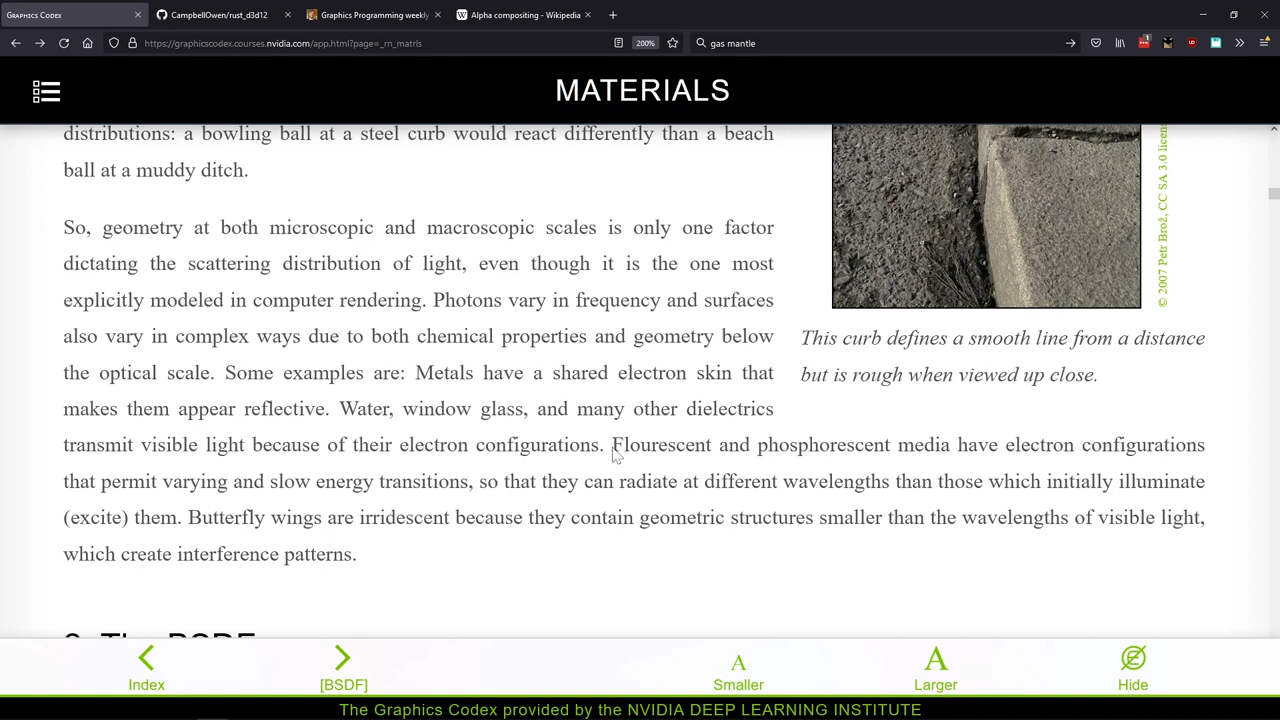 GRAPHICS CODEX
CampbellOwen/rust_d3d12
Graphics Programming weekly
Alpha compositing - Wikipedia
https://graphicscodex.courses.nvidia.com/app.html?page=_rn_matrls
200%
gas mantle
MATERIALS
distributions: a bowling ball at a steel curb would react differently than a beach
ball at a muddy ditch.
So, geometry at both microscopic and macroscopic scales is only one factor
dictating the scattering distribution of light, even though it is the one most
explicitly modeled in computer rendering. Photons vary in frequency and surfaces
also vary in complex ways due to both chemical properties and geometry below
the optical scale. Some examples are: Metals have a shared electron skin that
makes them appear reflective. Water, window glass, and many other dielectrics
transmit visible light because of their electron configurations. Flourescent and phosphorescent media have electron configurations
that permit varying and slow energy transitions, so that they can radiate at different wavelengths than those which initially illuminate
(excite) them. Butterfly wings are irridescent because they contain geometric structures smaller than the wavelengths of visible light,
which create interference patterns.
© 2007 Petr Brož, CC SA 3.0
This curb defines a smooth line from a distance
but is rough when viewed up close.
Index
[BSDF]
A
Smaller
A
Larger
Hide
The Graphics Codex provided by the NVIDIA DEEP LEARNING INSTITUTE